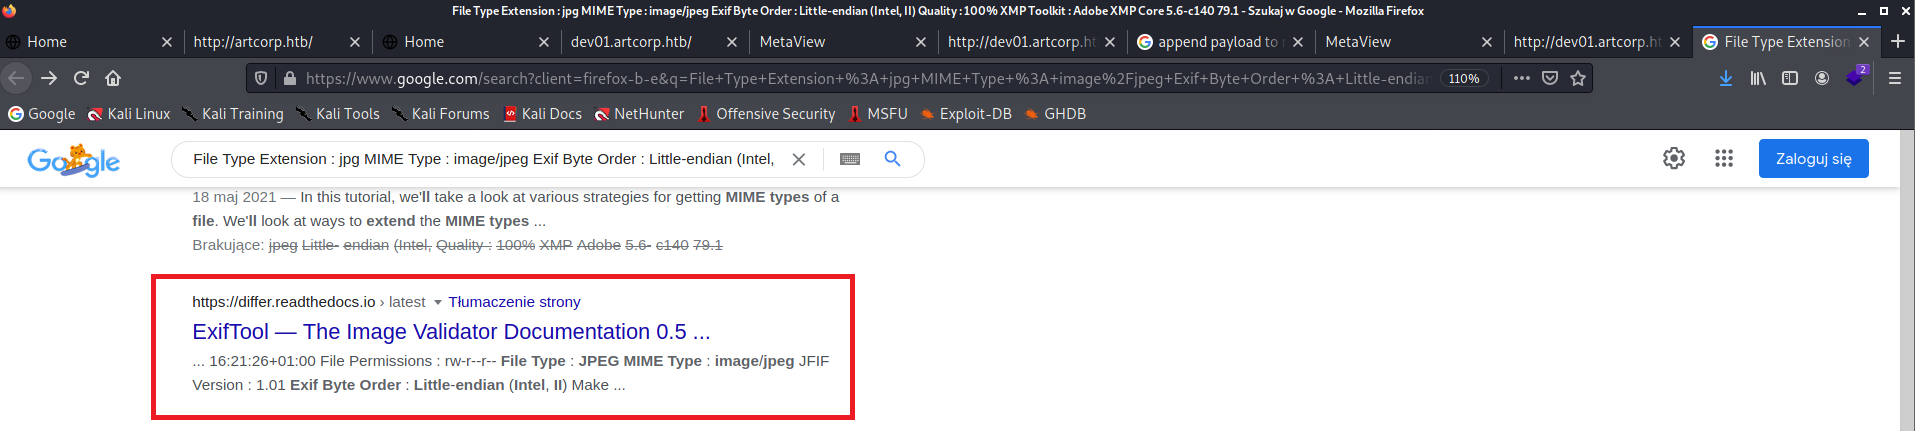 File Type Extension : jpg MIME Type : image/jpeg Exif Byte Order : Little-endian (Intel, II) Quality : 100% XMP Toolkit : Adobe XMP Core 5.6-c140 79.1 - Szukaj w Google - Mozilla Firefox
Home http://artcorp.htb/ Home dev01.artcorp.htb/ MetaView http://dev01.artcorp.ht append payload to MetaView http://dev01.artcorp.ht File Type Extension
https://www.google.com/search?client=firefox-b-e&q=File+Type+Extension+%3A+jpg+MIME+Type+%3A+image%2Fjpeg+Exif+Byte+Order+%3A+Little-endian 110% 2
Google Kali Linux Kali Training Kali Tools Kali Forums Kali Docs NetHunter Offensive Security MSFU Exploit-DB GHDB
Google File Type Extension : jpg MIME Type : image/jpeg Exif Byte Order : Little-endian (Intel, Zaloguj się
18 maj 2021 — In this tutorial, we'll take a look at various strategies for getting MIME types of a
file. We'll look at ways to extend the MIME types ...
Brakujące: jpeg Little- endian (Intel, Quality : 100% XMP Adobe 5.6- c140 79.1
https://differ.readthedocs.io › latest Tłumaczenie strony
ExifTool — The Image Validator Documentation 0.5 ...
... 16:21:26+01:00 File Permissions : rw-r--r-- File Type : JPEG MIME Type : image/jpeg JFIF
Version : 1.01 Exif Byte Order : Little-endian (Intel, II) Make ...